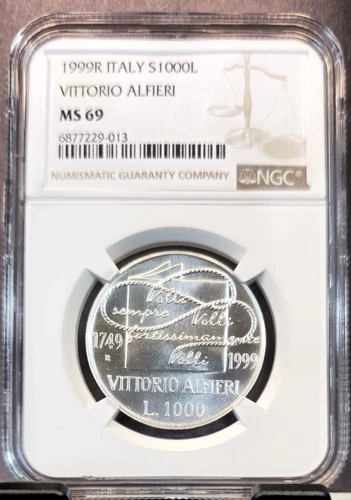 1999R ITALY S1000L
VITTORIO ALFIERI
MS 69
6877229-013
NUMISMATIC GUARANTY COMPANY
NGC
Volli
sempre Volli
1749 fortissimamente
R Volli 1999
VITTORIO ALFIERI
L. 1000